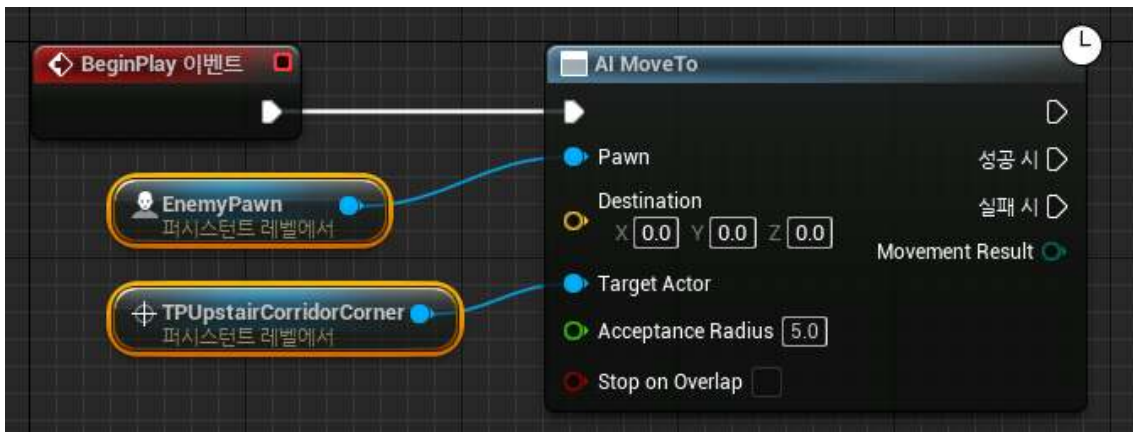 BeginPlay 이벤트
AI MoveTo
Pawn
성공 시
EnemyPawn
퍼시스턴트 레벨에서
Destination
X 0.0 Y 0.0 Z 0.0
실패 시
Movement Result
TPUpstairCorridorCorner
퍼시스턴트 레벨에서
Target Actor
Acceptance Radius 5.0
Stop on Overlap